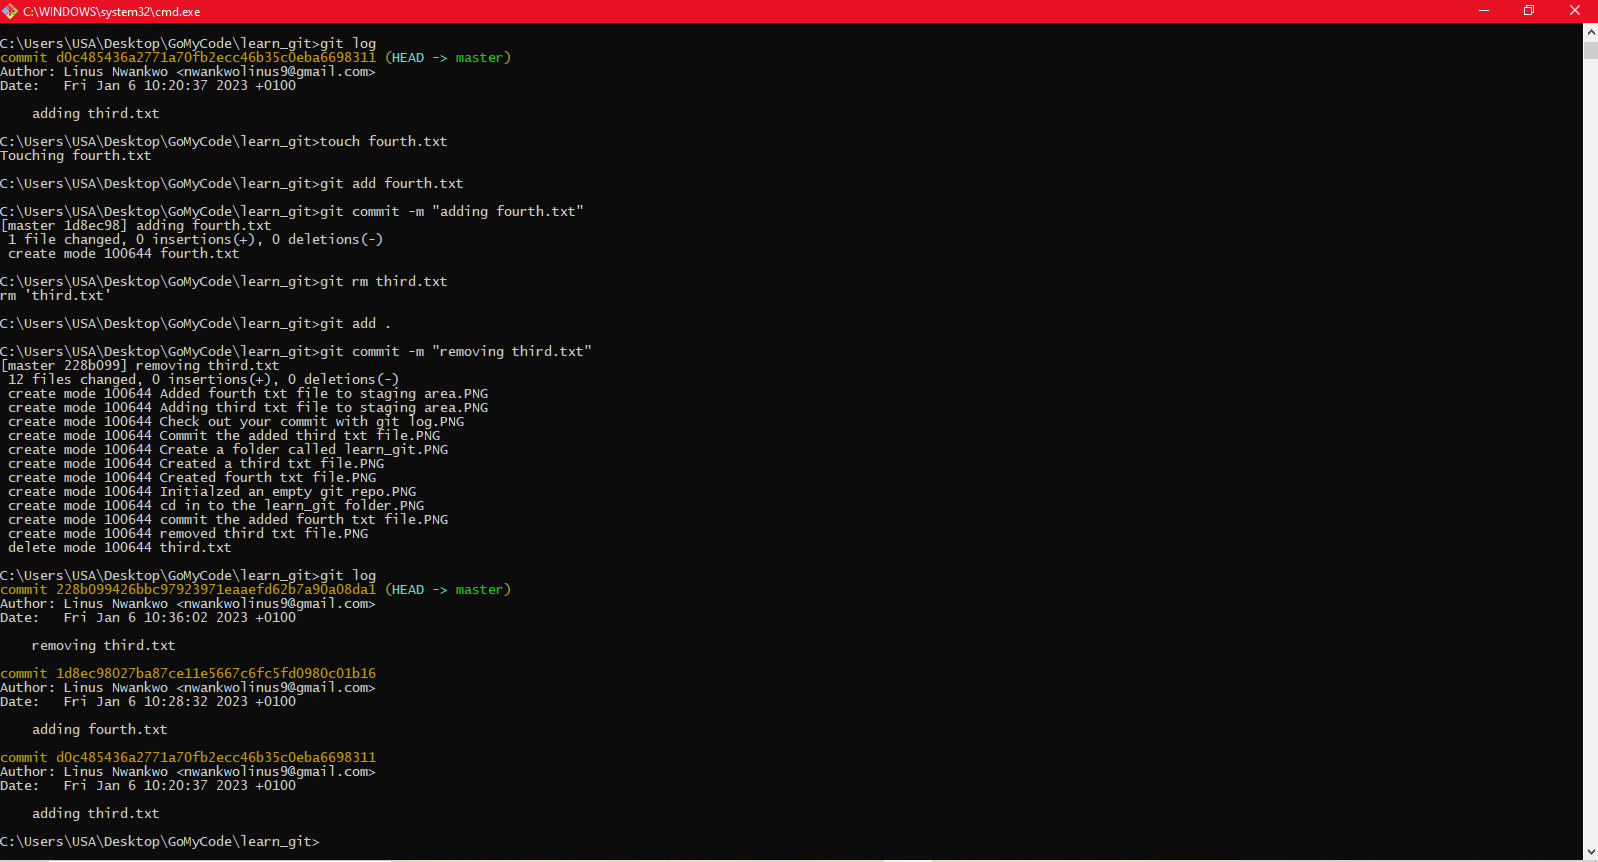 C:\WINDOWS\system32\cmd.exe
C:\Users\USA\Desktop\GoMyCode\learn_git>git log
commit d0c485436a2771a70fb2ecc46b35c0eba6698311 (HEAD -> master)
Author: Linus Nwankwo <nwankwolinus9@gmail.com>
Date:   Fri Jan 6 10:20:37 2023 +0100
    adding third.txt
C:\Users\USA\Desktop\GoMyCode\learn_git>touch fourth.txt
Touching fourth.txt
C:\Users\USA\Desktop\GoMyCode\learn_git>git add fourth.txt
C:\Users\USA\Desktop\GoMyCode\learn_git>git commit -m "adding fourth.txt"
[master 1d8ec98] adding fourth.txt
 1 file changed, 0 insertions(+), 0 deletions(-)
 create mode 100644 fourth.txt
C:\Users\USA\Desktop\GoMyCode\learn_git>git rm third.txt
rm 'third.txt'
C:\Users\USA\Desktop\GoMyCode\learn_git>git add .
C:\Users\USA\Desktop\GoMyCode\learn_git>git commit -m "removing third.txt"
[master 228b099] removing third.txt
 12 files changed, 0 insertions(+), 0 deletions(-)
 create mode 100644 Added fourth txt file to staging area.PNG
 create mode 100644 Adding third txt file to staging area.PNG
 create mode 100644 Check out your commit with git log.PNG
 create mode 100644 Commit the added third txt file.PNG
 create mode 100644 Create a folder called learn_git.PNG
 create mode 100644 Created a third txt file.PNG
 create mode 100644 Created fourth txt file.PNG
 create mode 100644 Initialzed an empty git repo.PNG
 create mode 100644 cd in to the learn_git folder.PNG
 create mode 100644 commit the added fourth txt file.PNG
 create mode 100644 removed third txt file.PNG
 delete mode 100644 third.txt
C:\Users\USA\Desktop\GoMyCode\learn_git>git log
commit 228b099426bbc97923971eaaefd62b7a90a08da1 (HEAD -> master)
Author: Linus Nwankwo <nwankwolinus9@gmail.com>
Date:   Fri Jan 6 10:36:02 2023 +0100
    removing third.txt
commit 1d8ec98027ba87ce11e5667c6fc5fd0980c01b16
Author: Linus Nwankwo <nwankwolinus9@gmail.com>
Date:   Fri Jan 6 10:28:32 2023 +0100
    adding fourth.txt
commit d0c485436a2771a70fb2ecc46b35c0eba6698311
Author: Linus Nwankwo <nwankwolinus9@gmail.com>
Date:   Fri Jan 6 10:20:37 2023 +0100
    adding third.txt
C:\Users\USA\Desktop\GoMyCode\learn_git>